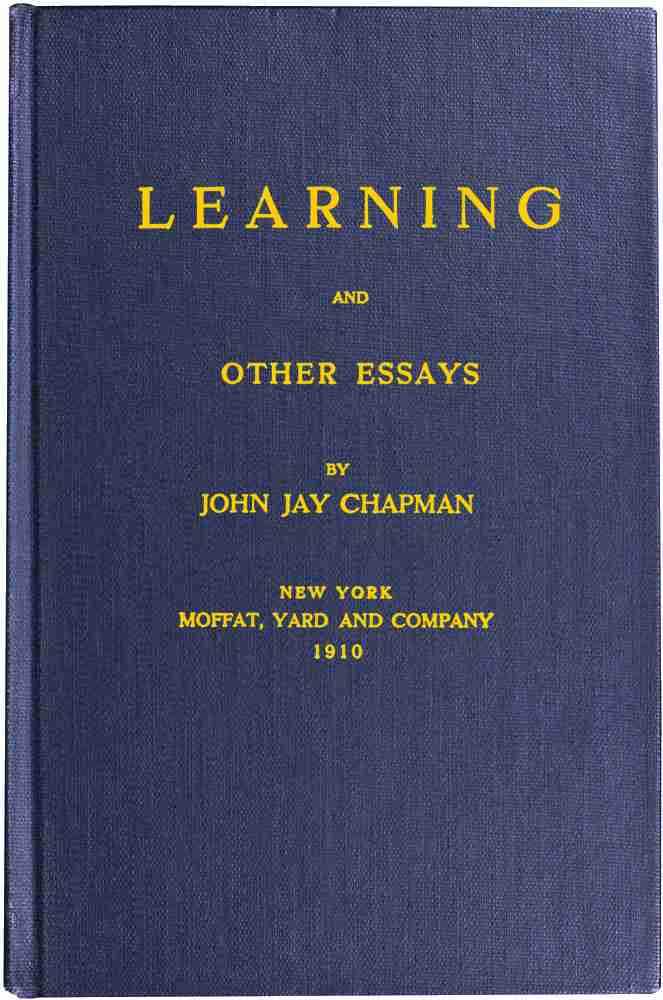 LEARNING
AND
OTHER ESSAYS
BY
JOHN JAY CHAPMAN
NEW YORK
MOFFAT, YARD AND COMPANY
1910